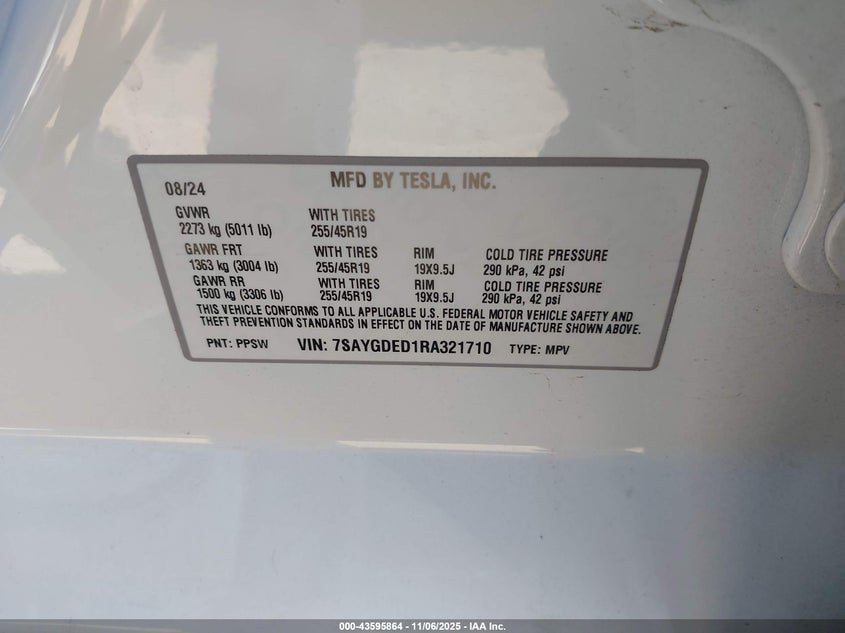 08/24 MFD BY TESLA, INC.
GVWR WITH TIRES
2273 kg (5011 lb) 255/45R19
GAWR FRT WITH TIRES RIM COLD TIRE PRESSURE
1363 kg (3004 lb) 255/45R19 19X9.5J 290 kPa, 42 psi
GAWR RR WITH TIRES RIM COLD TIRE PRESSURE
1500 kg (3306 lb) 255/45R19 19X9.5J 290 kPa, 42 psi
THIS VEHICLE CONFORMS TO ALL APPLICABLE U.S. FEDERAL MOTOR VEHICLE SAFETY AND
THEFT PREVENTION STANDARDS IN EFFECT ON THE DATE OF MANUFACTURE SHOWN ABOVE.
PNT: PPSW VIN: 7SAYGDED1RA321710 TYPE: MPV
000-43595864 - 11/06/2025 - IAA Inc.